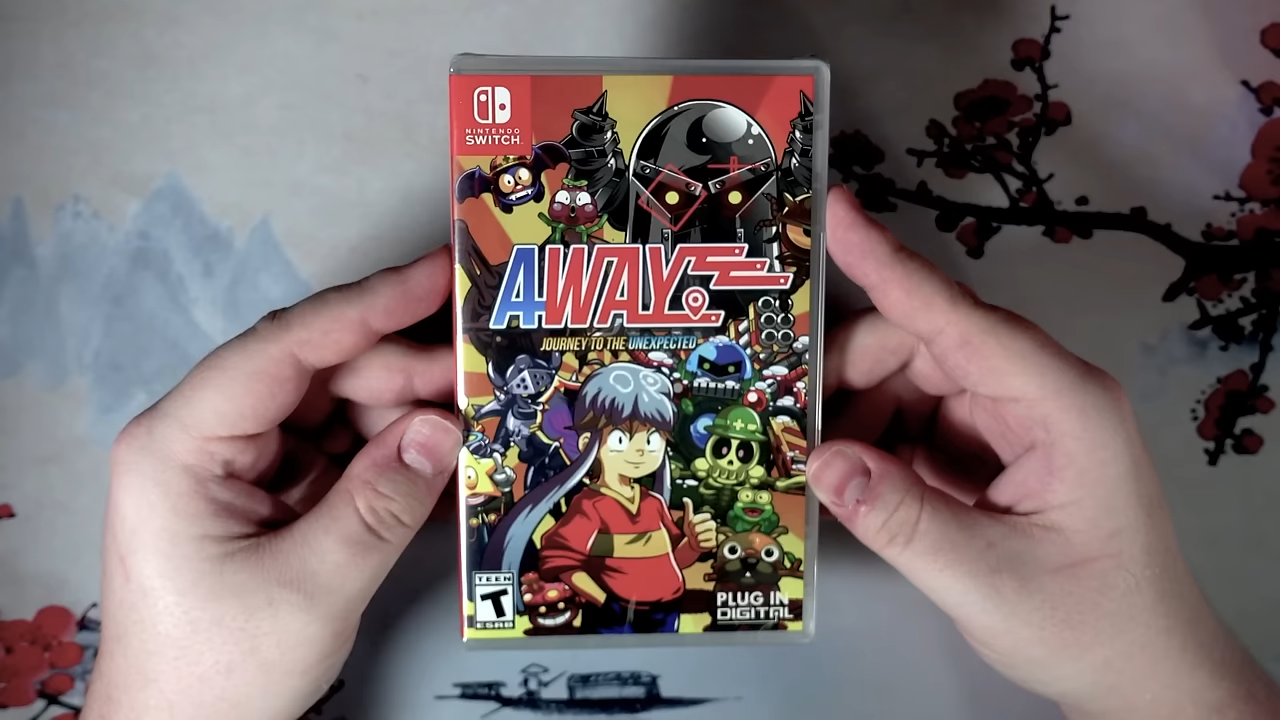 NINTENDO
SWITCH
AWAY
JOURNEY TO THE UNEXPECTED
TEEN
T
ESRB
PLUG IN
DIGITAL